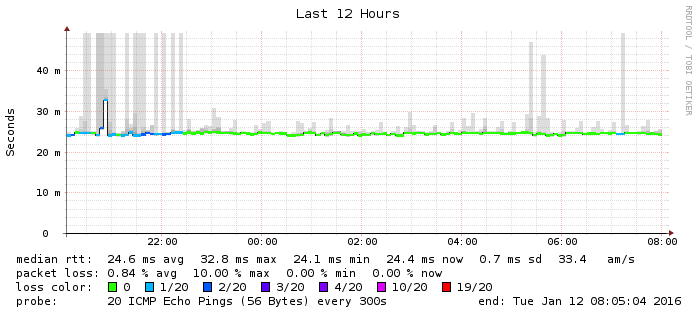 Last 12 Hours
RRDTOOL / TOBI OETIKER
Seconds
40 m
30 m
20 m
10 m
0
22:00 00:00 02:00 04:00 06:00 08:00
median rtt: 24.6 ms avg 32.8 ms max 24.1 ms min 24.4 ms now 0.7 ms sd 33.4 am/s
packet loss: 0.84 % avg 10.00 % max 0.00 % min 0.00 % now
loss color: 0 1/20 2/20 3/20 4/20 10/20 19/20
probe: 20 ICMP Echo Pings (56 Bytes) every 300s end: Tue Jan 12 08:05:04 2016